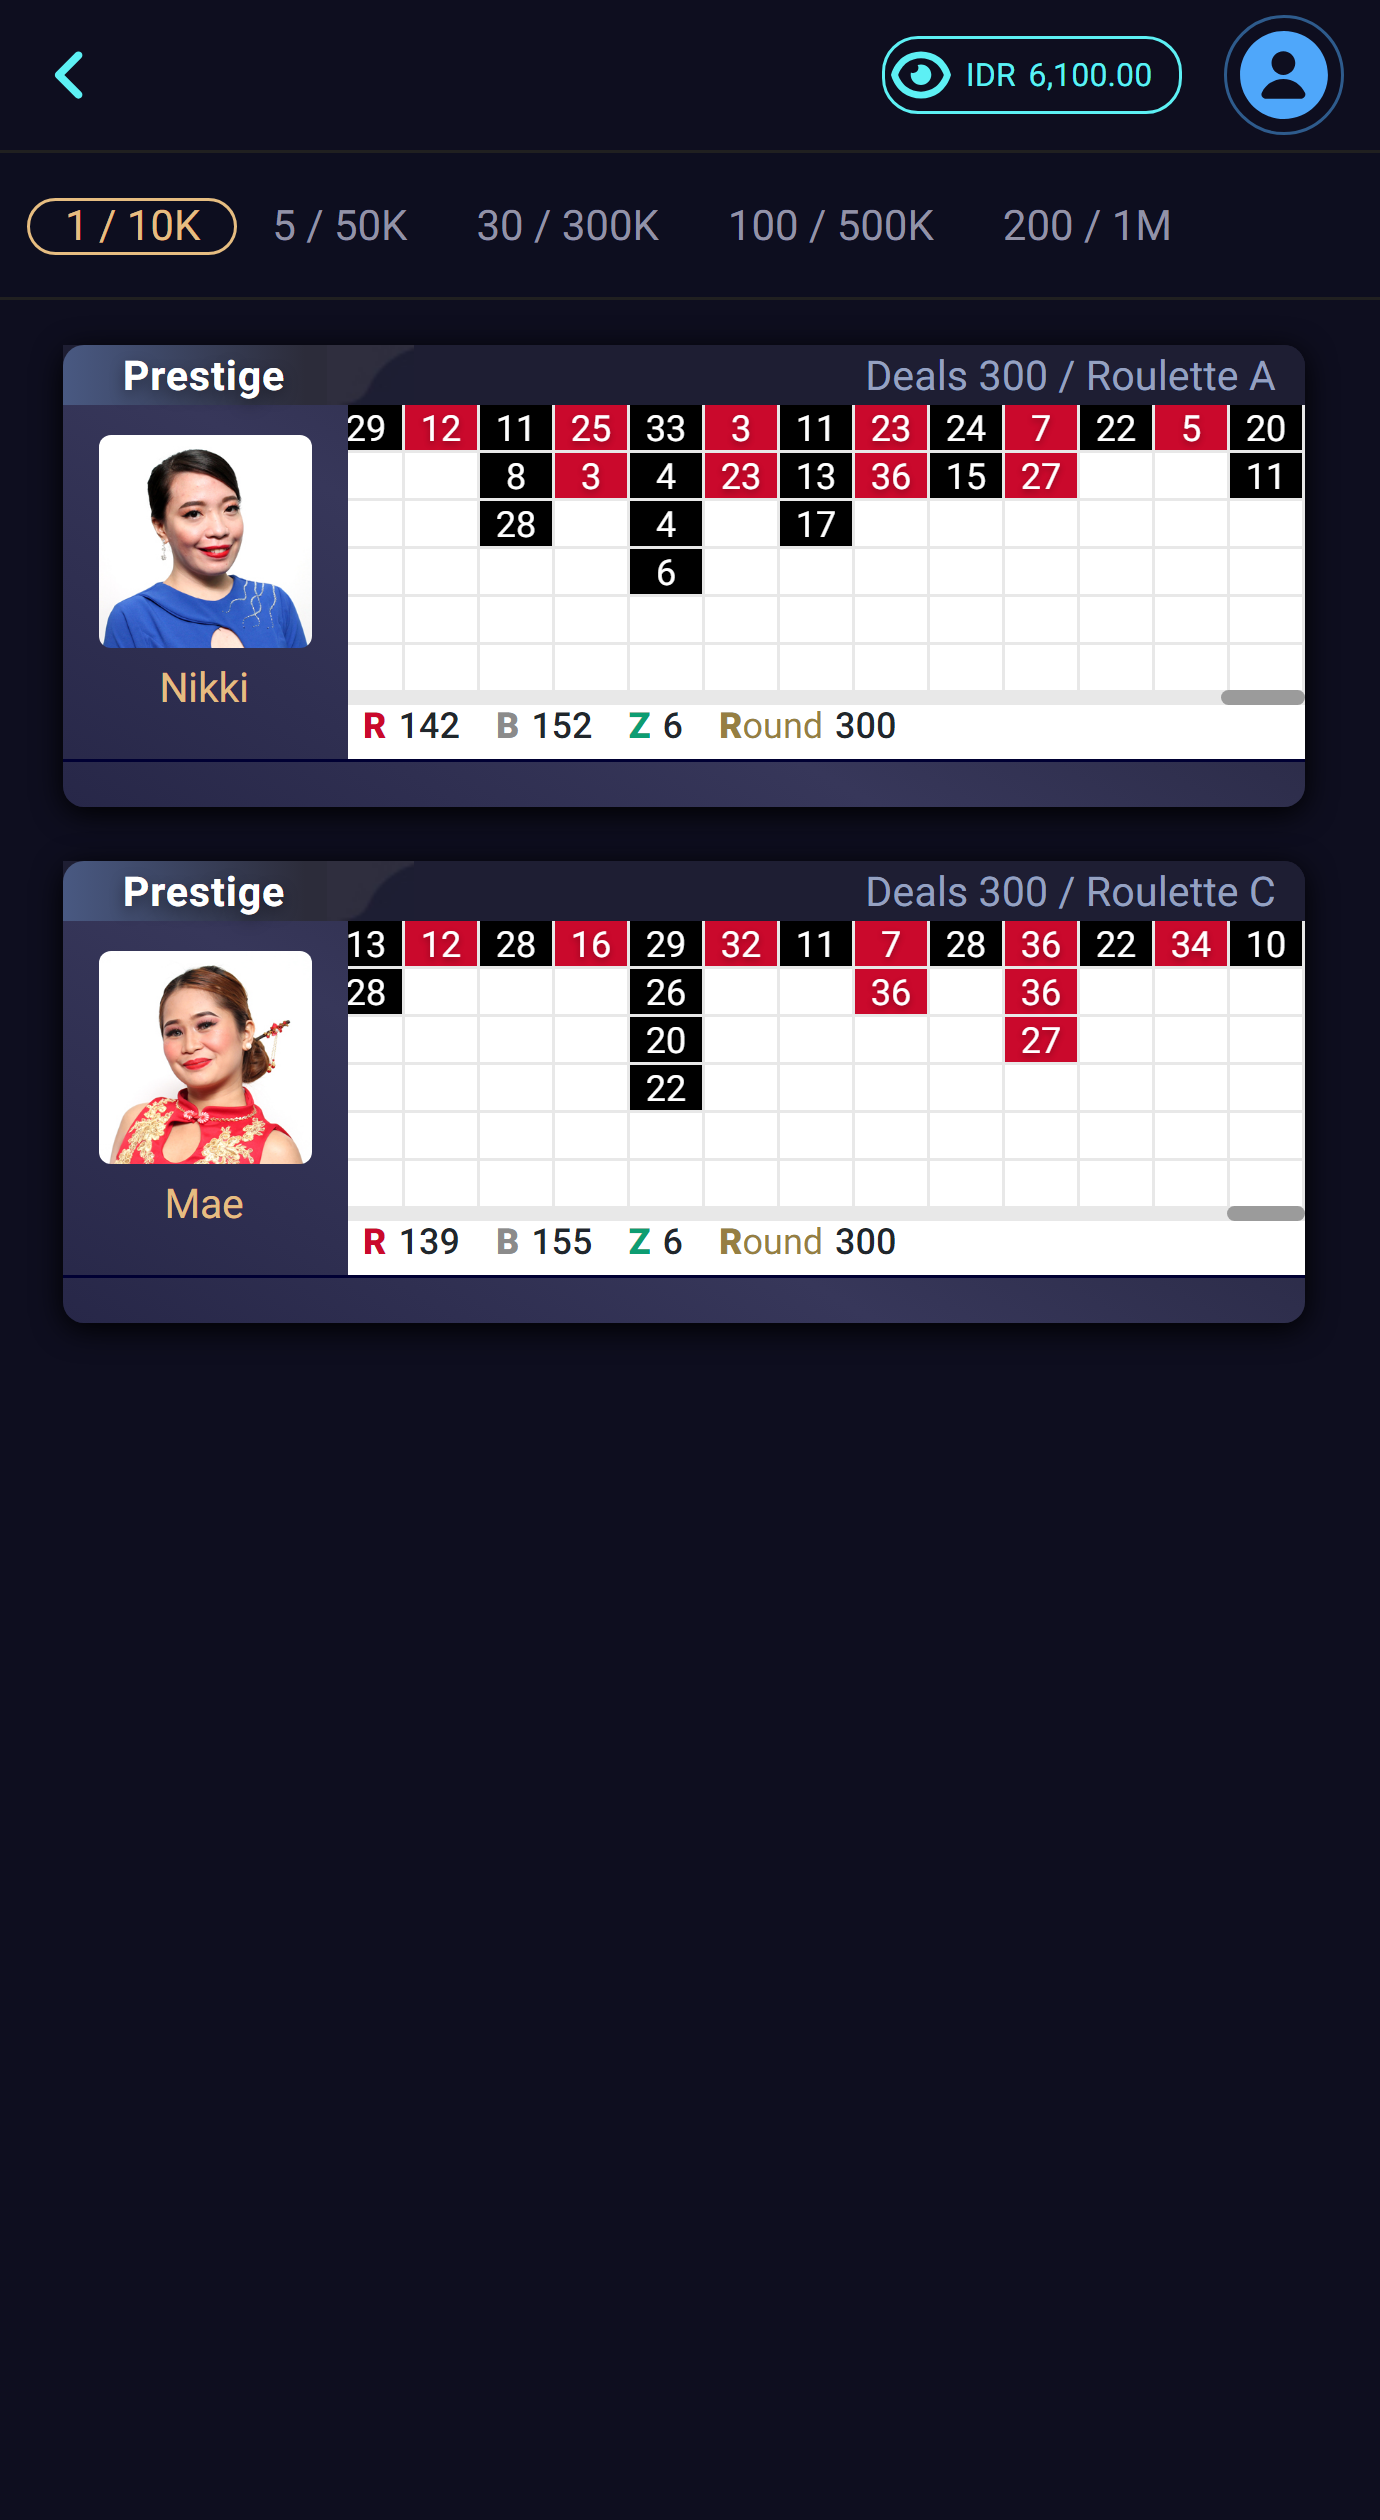 IDR 6,100.00
1 / 10K 5 / 50K 30 / 300K 100 / 500K 200 / 1M
Prestige Deals 300 / Roulette A
29 12 11 25 33 3 11 23 24 7 22 5 20
8 3 4 23 13 36 15 27 11
28 4 17
6
Nikki
R 142 B 152 Z 6 Round 300
Prestige Deals 300 / Roulette C
13 12 28 16 29 32 11 7 28 36 22 34 10
28 26 36 36
20 27
22
Mae
R 139 B 155 Z 6 Round 300